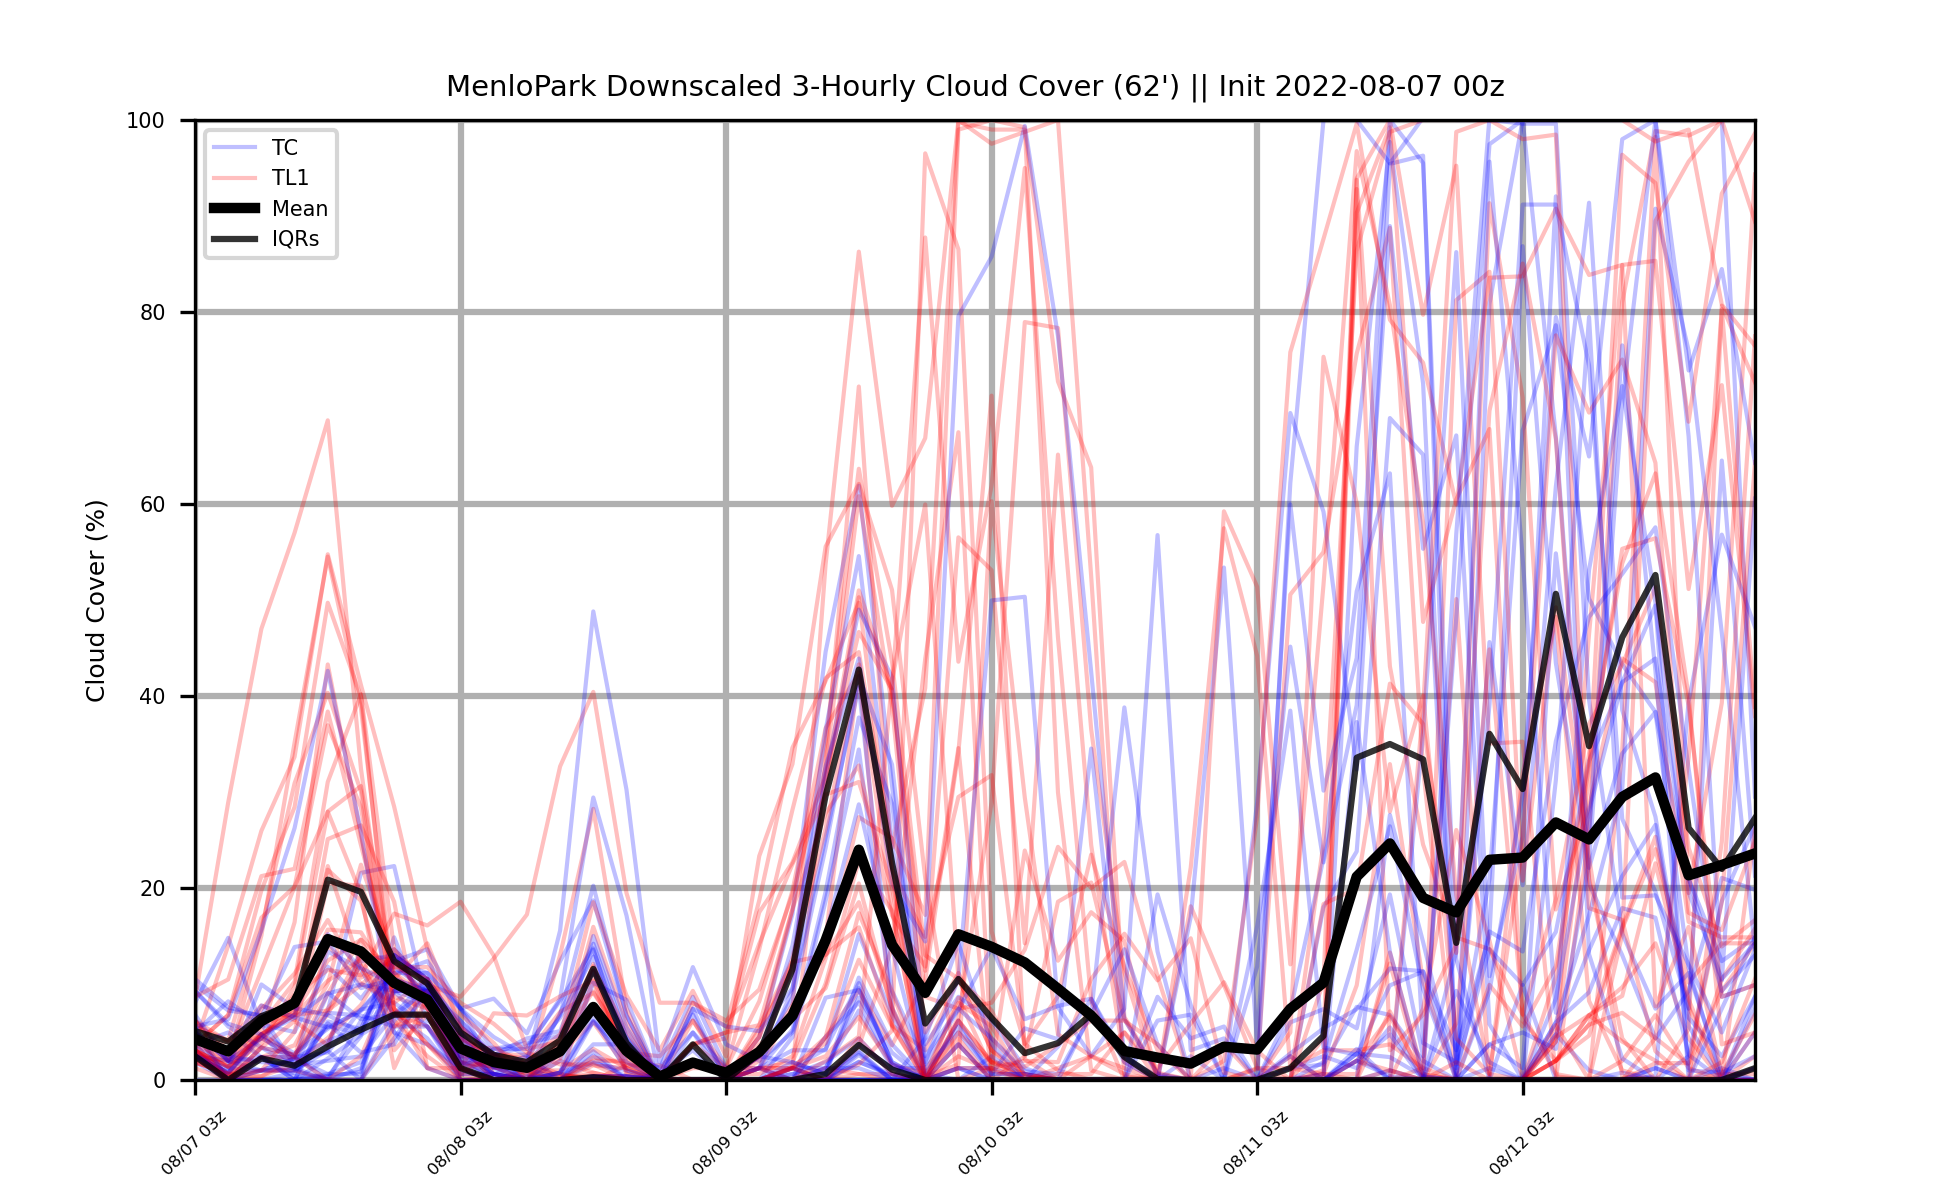 MenloPark Downscaled 3-Hourly Cloud Cover (62') || Init 2022-08-07 00z
100
80
60
40
20
0
Cloud Cover (%)
TC
TL1
Mean
IQRs
08/07 03z
08/08 03z
08/09 03z
08/10 03z
08/11 03z
08/12 03z